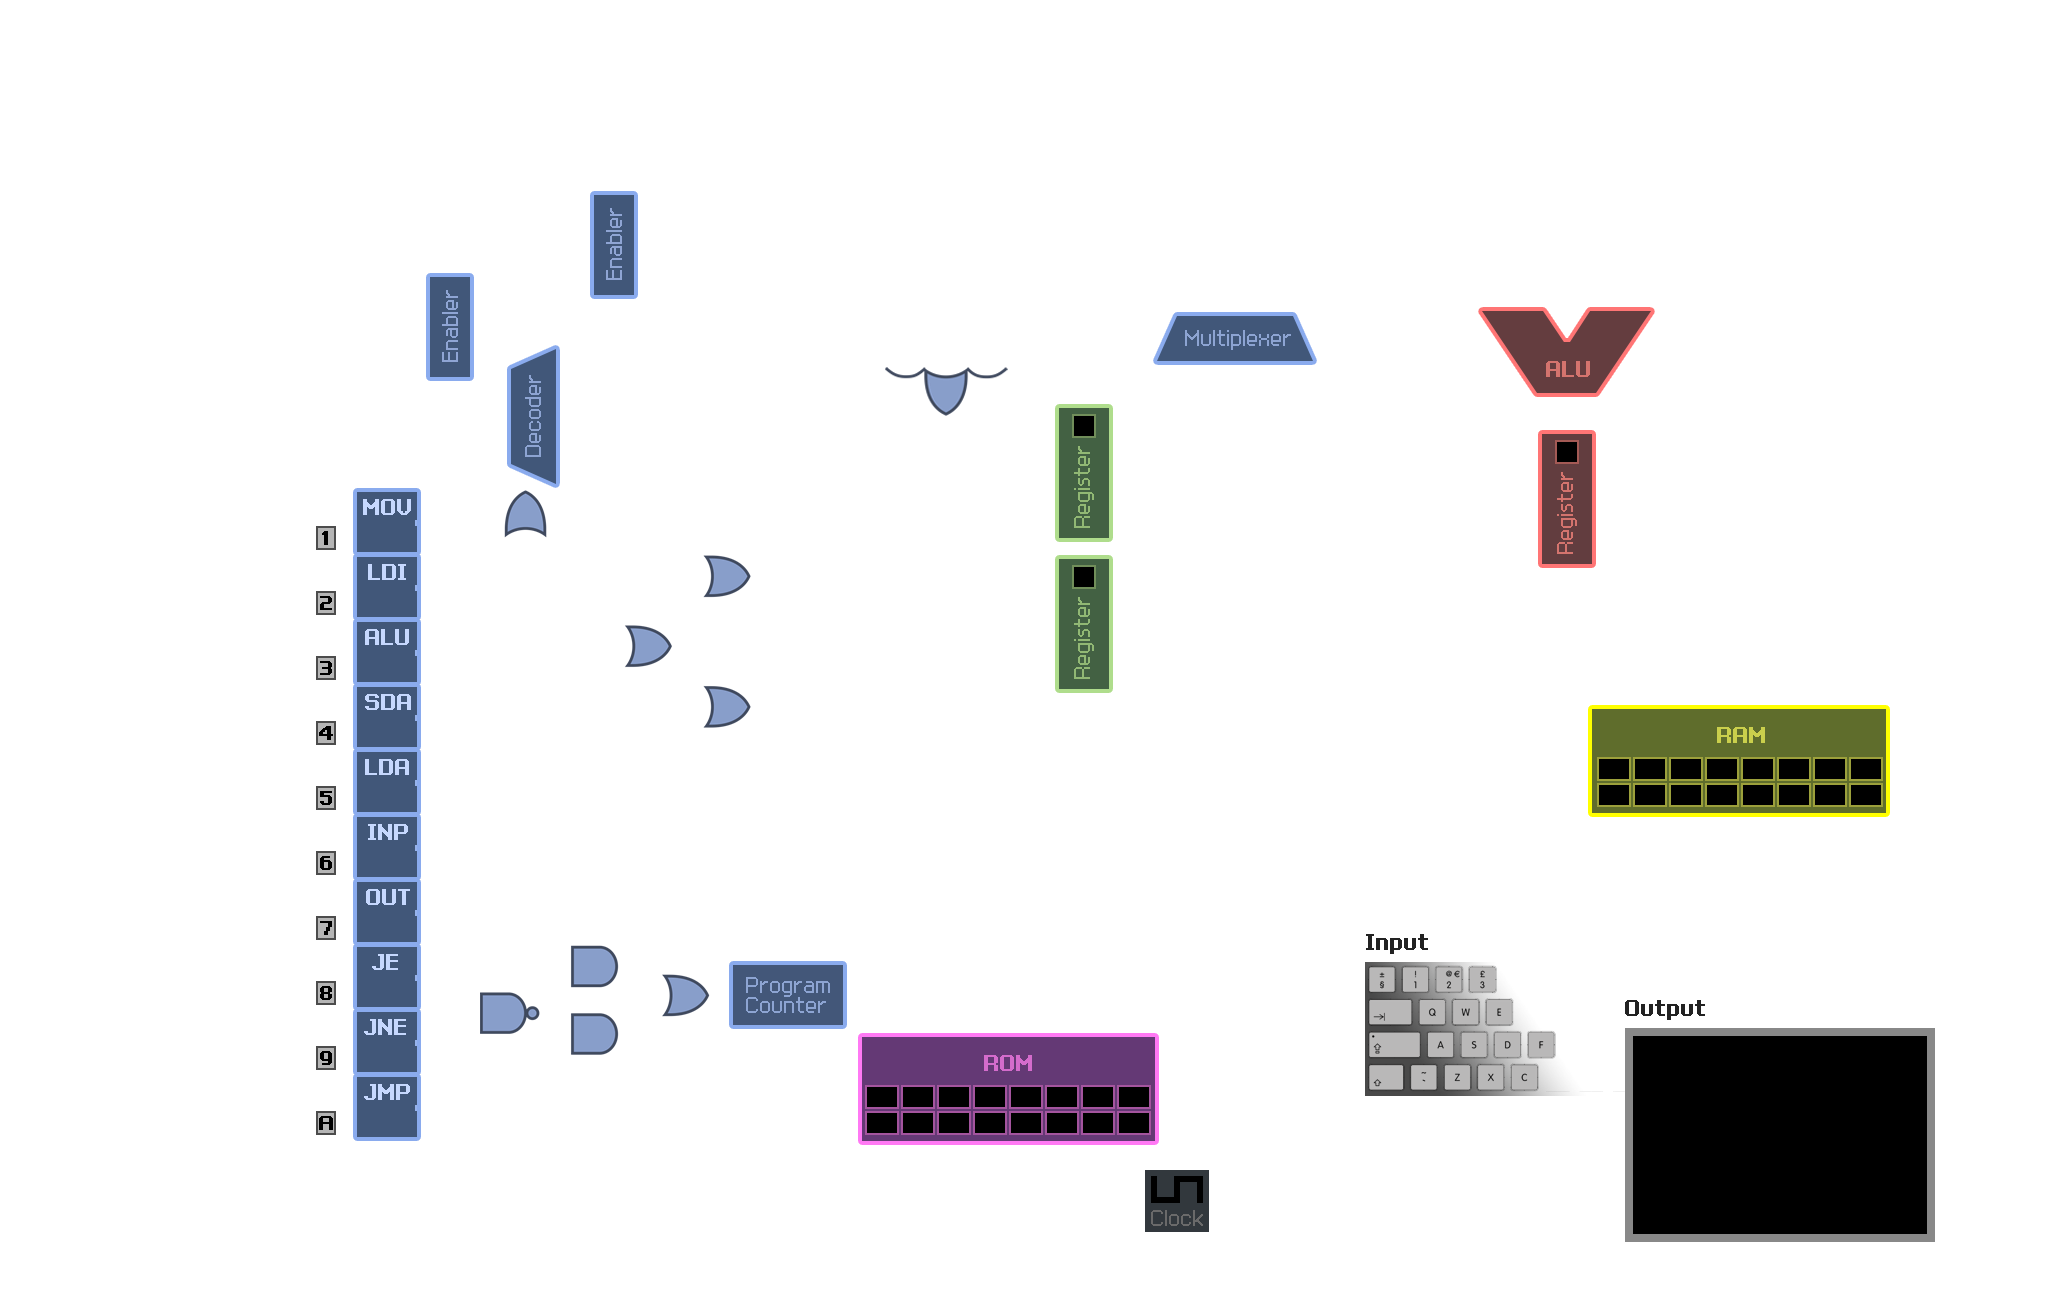 Enabler
Enabler
Decoder
Multiplexer
ALU
Register
Register
Register
MOV
1
LDI
2
ALU
3
SDA
4
LDA
5
INP
6
OUT
7
JE
8
JNE
9
JMP
A
Program
Counter
ROM
RAM
Clock
Input
± ! @ € £
§ 1 2 3
Q W E
A S D F
~ Z X C
Output